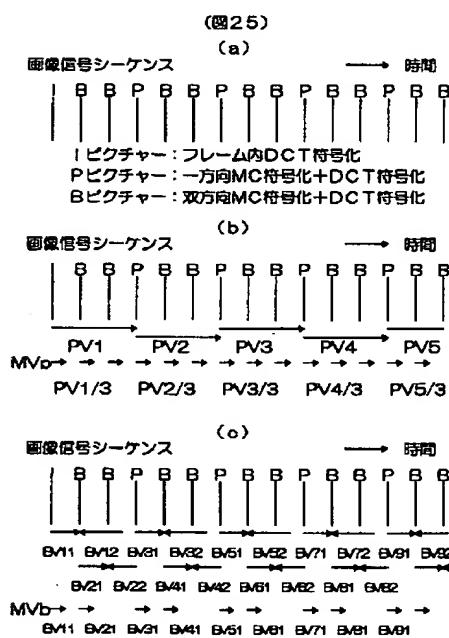 (図25)
(a)
画像信号シーケンス 時間
I B B P B B P B B P B B P B B
Iピクチャー:フレーム内DCT符号化
Pピクチャー:一方向MC符号化+DCT符号化
Bピクチャー:双方向MC符号化+DCT符号化
(b)
画像信号シーケンス 時間
I B B P B B P B B P B B P B B
PV1 PV2 PV3 PV4 PV5
MVp
PV1/3 PV2/3 PV3/3 PV4/3 PV5/3
(c)
画像信号シーケンス 時間
I B B P B B P B B P B B P B B
BV11 BV12 BV31 BV32 BV51 BV52 BV71 BV72 BV91 BV92
BV21 BV22 BV41 BV42 BV61 BV62 BV81 BV82
MVb
BV11 BV21 BV31 BV41 BV51 BV61 BV71 BV81 BV91